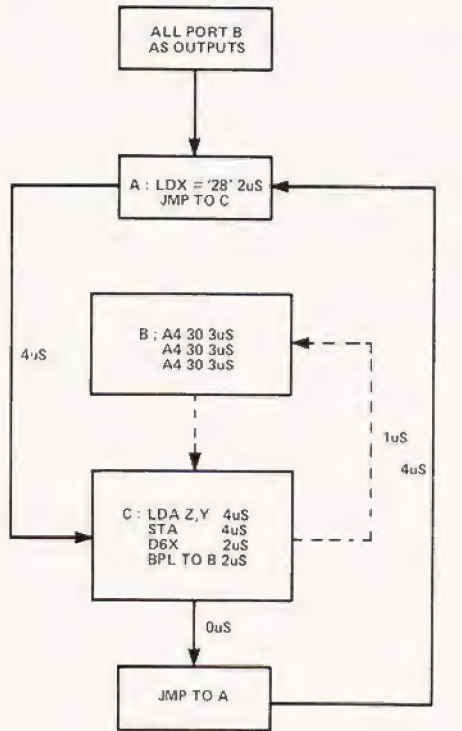 ALL PORT B
AS OUTPUTS
A : LDX = '28' 2uS
JMP TO C
4uS
B ; A4 30 3uS
A4 30 3uS
A4 30 3uS
1uS
4uS
C : LDA Z,Y 4uS
STA 4uS
D6X 2uS
BPL TO B 2uS
0uS
JMP TO A